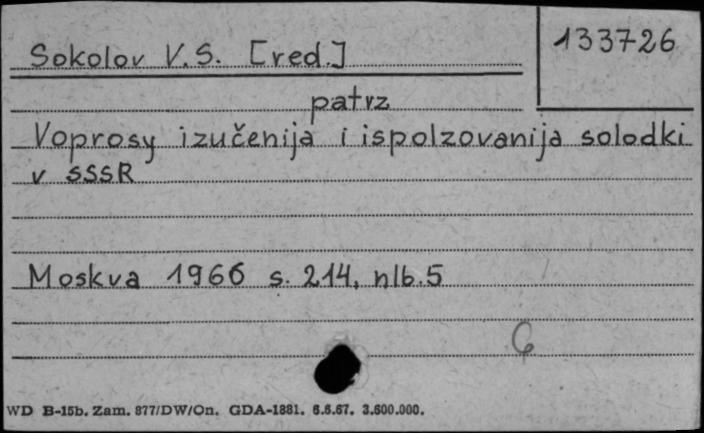 Sokolov V.S. [red.]
133726
patrz
Voprosy izučenija i ispolzovanija solodki
v SSSR
Moskva 1966 s. 214, nlb. 5
WD B-15b. Zam. 877/DW/On. GDA-1881. 6.6.67. 3.600.000.